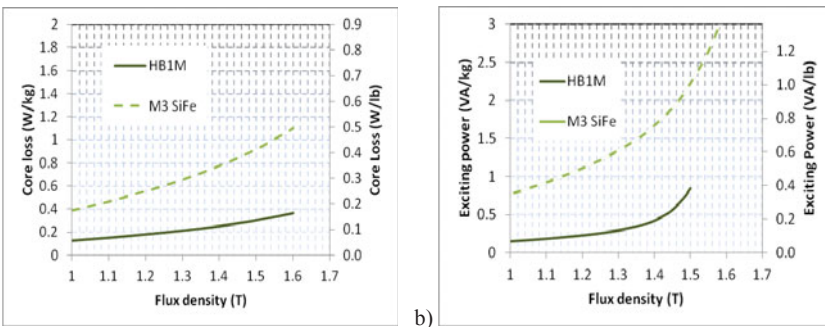 2
1.8
1.6
1.4
1.2
1
0.8
0.6
0.4
0.2
0
Core loss (W/kg)
HB1M
M3 SiFe
0.9
0.8
0.7
0.6
0.5
0.4
0.3
0.2
0.1
0.0
Core Loss (W/lb)
1 1.1 1.2 1.3 1.4 1.5 1.6 1.7
Flux density (T)
b)
3
2.5
2
1.5
1
0.5
0
Exciting power (VA/kg)
HB1M
M3 SiFe
1.2
1.0
0.8
0.6
0.4
0.2
0.0
Exciting Power (VA/lb)
1 1.1 1.2 1.3 1.4 1.5 1.6 1.7
Flux density (T)